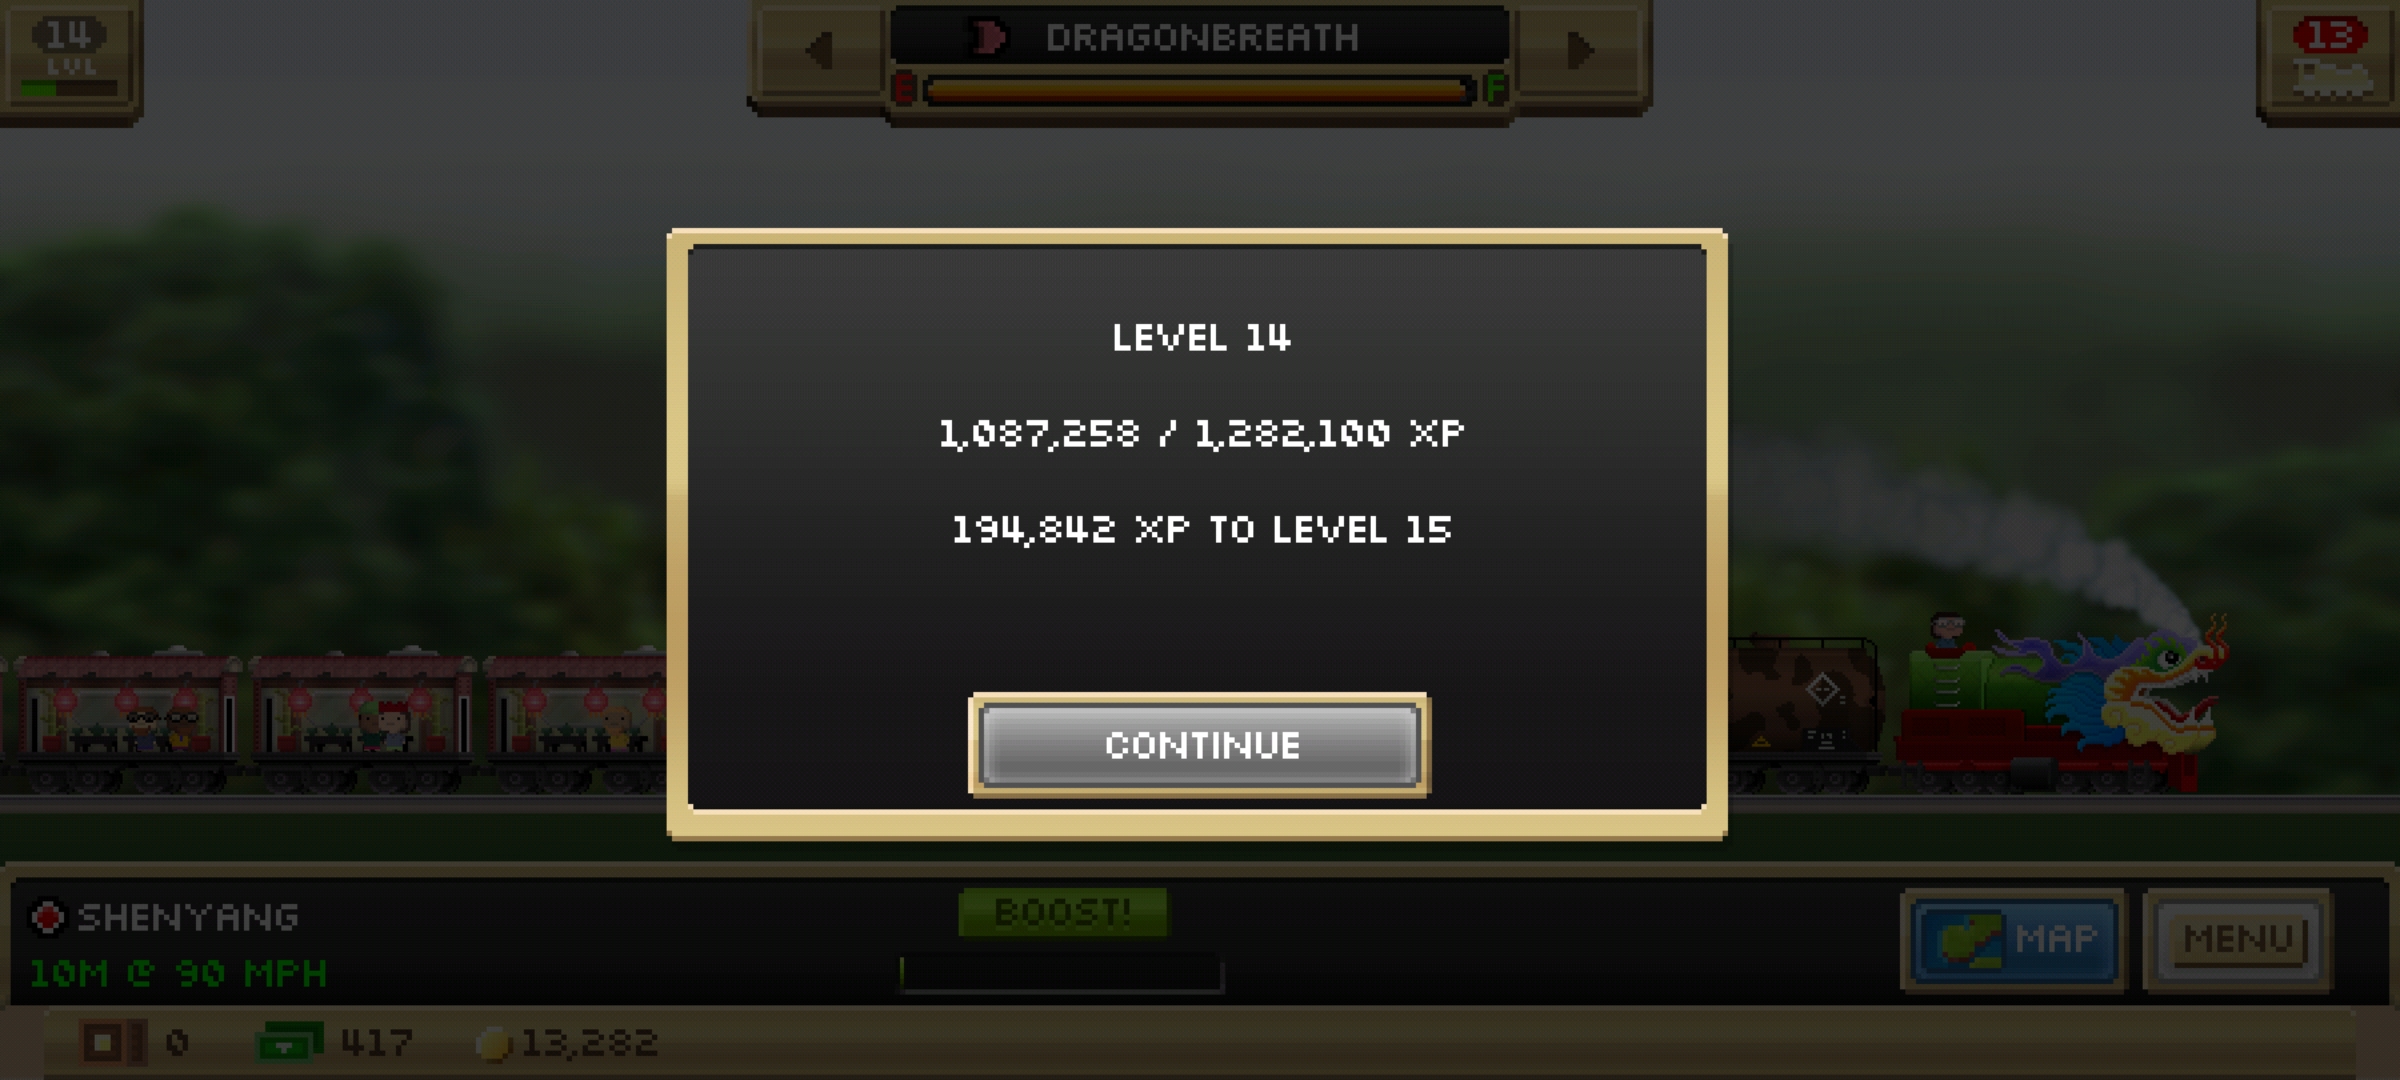 14
LVL
DRAGONBREATH
E F
13
LEVEL 14
1,087,258 / 1,282,100 XP
194,842 XP TO LEVEL 15
CONTINUE
SHENYANG
10M @ 90 MPH
BOOST!
MAP
MENU
0 417 13,282